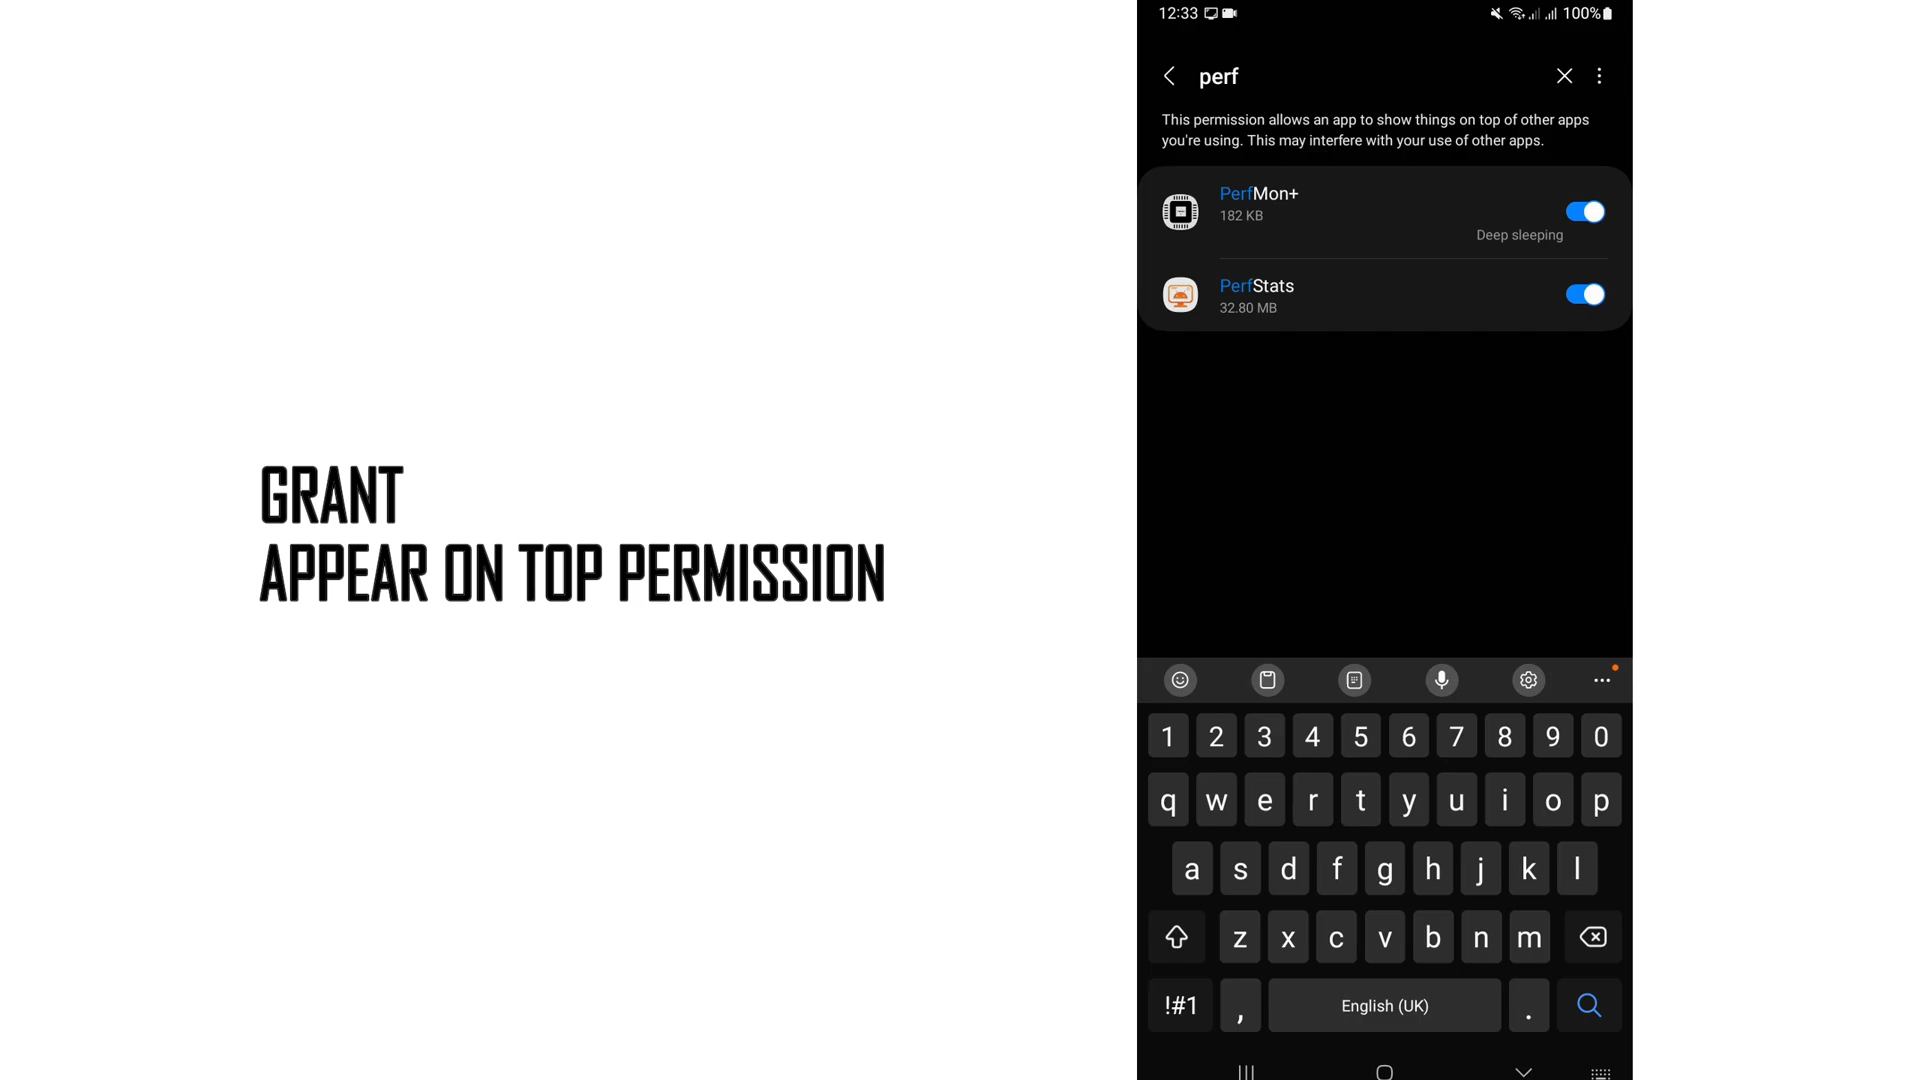 GRANT
APPEAR ON TOP PERMISSION
12:33
100%
perf
This permission allows an app to show things on top of other apps
you're using. This may interfere with your use of other apps.
PerfMon+
182 KB
Deep sleeping
PerfStats
32.80 MB
1 2 3 4 5 6 7 8 9 0
q w e r t y u i o p
a s d f g h j k l
z x c v b n m
!#1 , English (UK) .